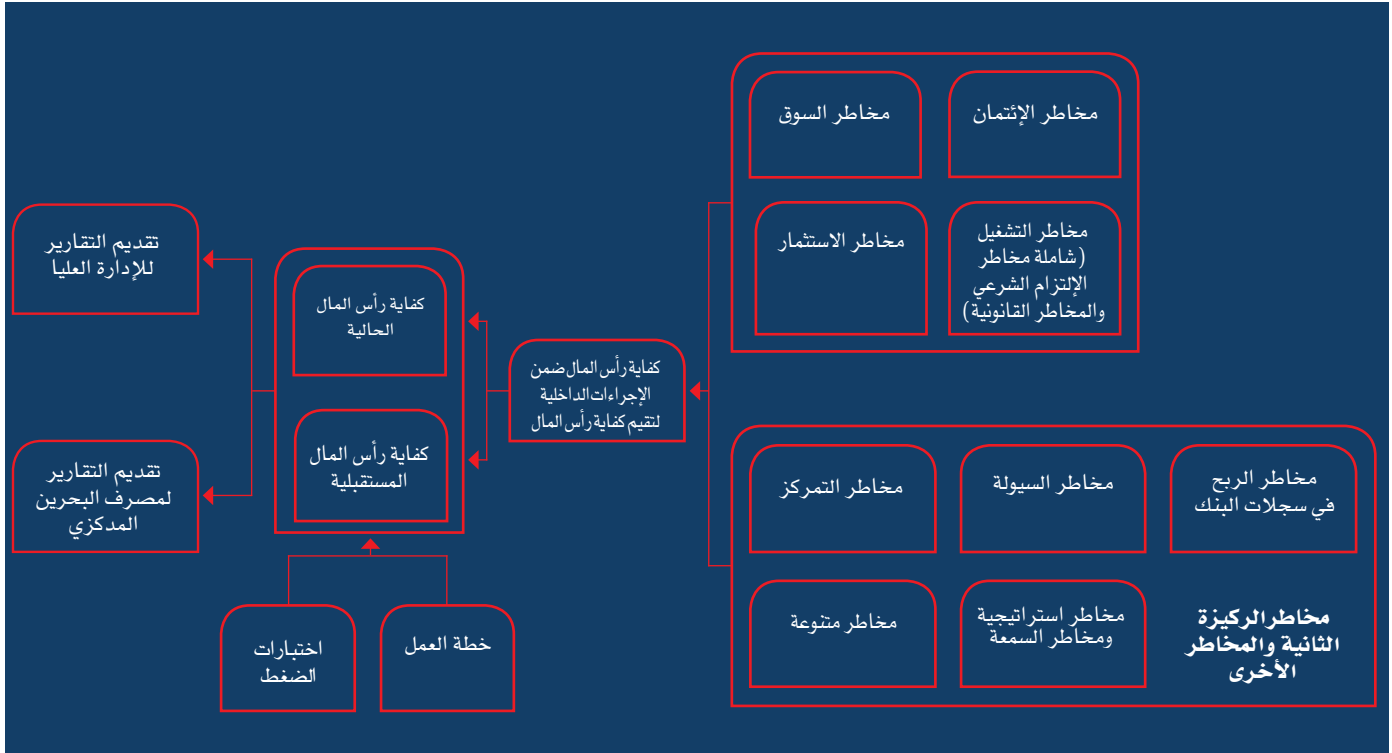 مخاطر الإئتمان
مخاطر السوق
مخاطر التشغيل
(شاملة مخاطر
الإلتزام الشرعي
والمخاطر القانونية)
مخاطر الاستثمار
مخاطر الربح
في سجلات البنك
مخاطر السيولة
مخاطر التمركز
مخاطر الركيزة
الثانية والمخاطر
الأخرى
مخاطر استراتيجية
ومخاطر السمعة
مخاطر متنوعة
كفاية رأس المال ضمن
الإجراءات الداخلية
لتقيم كفاية رأس المال
كفاية رأس المال
الحالية
كفاية رأس المال
المستقبلية
خطة العمل
اختبارات
الضغط
تقديم التقارير
للإدارة العليا
تقديم التقارير
لمصرف البحرين
المدكزي